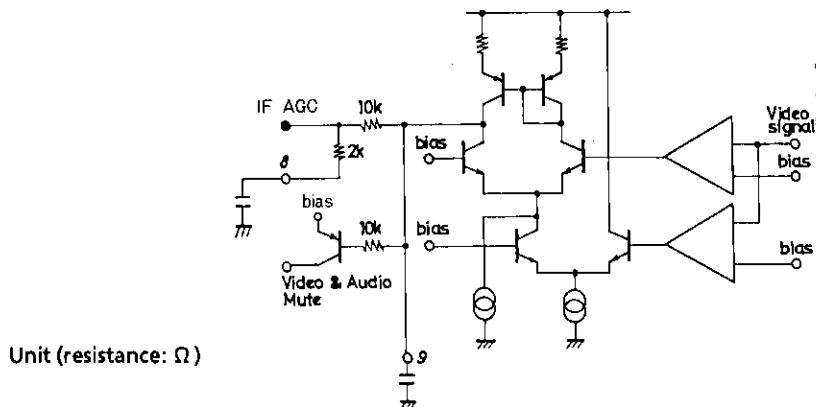 IF AGC
10k
2k
8
bias
10k
Video & Audio
Mute
bias
bias
Video
signal
bias
bias
9
Unit (resistance: Ω)